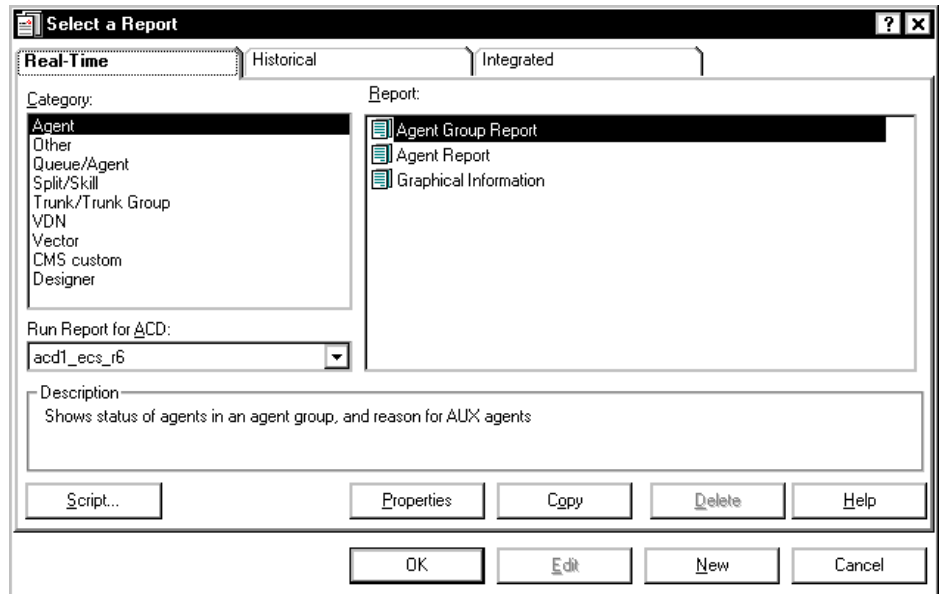 Select a Report
Real-Time
Historical
Integrated
Category:
Agent
Other
Queue/Agent
Split/Skill
Trunk/Trunk Group
VDN
Vector
CMS custom
Designer
Report:
Agent Group Report
Agent Report
Graphical Information
Run Report for ACD:
acd1_ecs_r6
Description
Shows status of agents in an agent group, and reason for AUX agents
Script...
Properties
Copy
Delete
Help
OK
Edit
New
Cancel